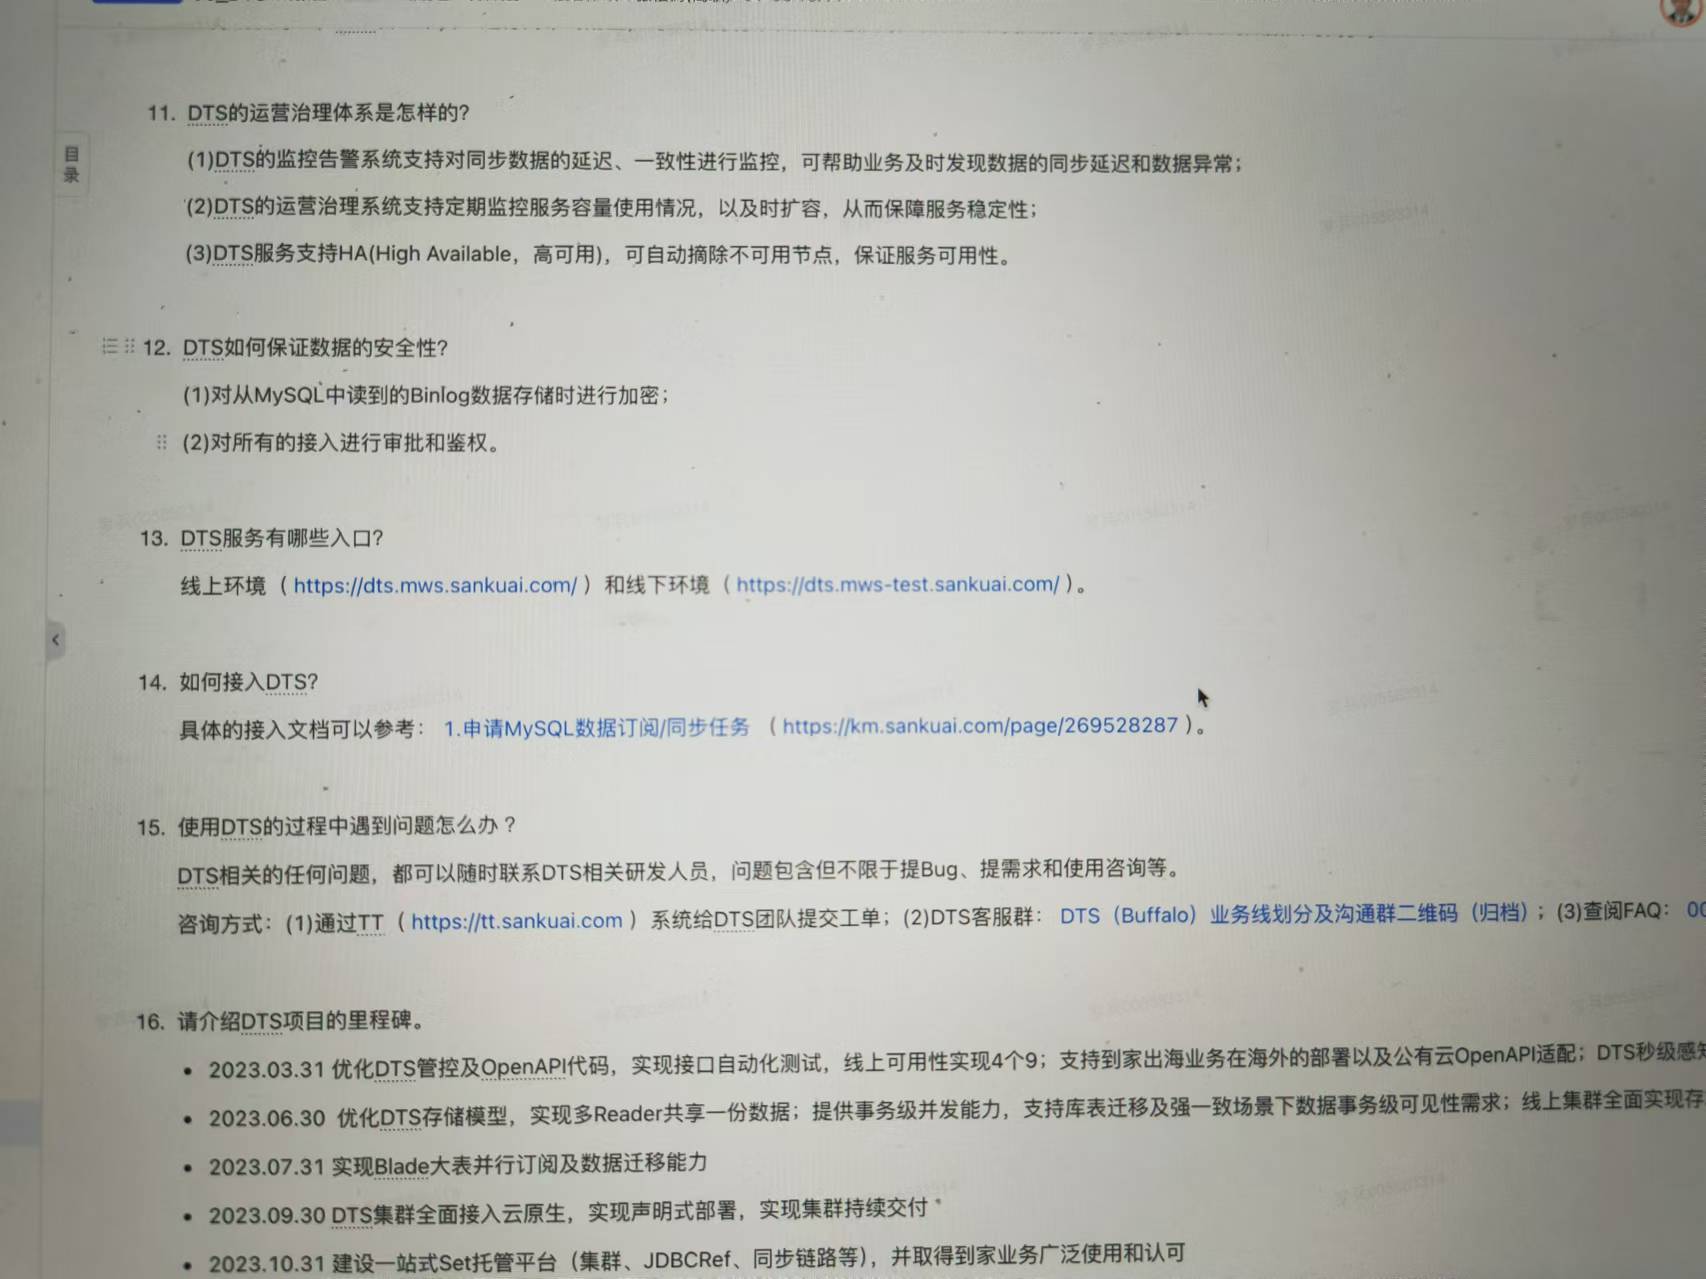 目录
11. DTS的运营治理体系是怎样的?
(1)DTS的监控告警系统支持对同步数据的延迟、一致性进行监控，可帮助业务及时发现数据的同步延迟和数据异常；
(2)DTS的运营治理系统支持定期监控服务容量使用情况，以及时扩容，从而保障服务稳定性；
(3)DTS服务支持HA(High Available，高可用)，可自动摘除不可用节点，保证服务可用性。
12. DTS如何保证数据的安全性?
(1)对从MySQL中读到的Binlog数据存储时进行加密；
(2)对所有的接入进行审批和鉴权。
13. DTS服务有哪些入口?
线上环境（ https://dts.mws.sankuai.com/ ）和线下环境（ https://dts.mws-test.sankuai.com/ ）。
14. 如何接入DTS?
具体的接入文档可以参考： 1.申请MySQL数据订阅/同步任务 （ https://km.sankuai.com/page/269528287 ）。
15. 使用DTS的过程中遇到问题怎么办？
DTS相关的任何问题，都可以随时联系DTS相关研发人员，问题包含但不限于提Bug、提需求和使用咨询等。
咨询方式：(1)通过TT（ https://tt.sankuai.com ）系统给DTS团队提交工单；(2)DTS客服群： DTS（Buffalo）业务线划分及沟通群二维码（归档）；(3)查阅FAQ：
16. 请介绍DTS项目的里程碑。
• 2023.03.31 优化DTS管控及OpenAPI代码，实现接口自动化测试，线上可用性实现4个9；支持到家出海业务在海外的部署以及公有云OpenAPI适配；DTS秒级感知
• 2023.06.30 优化DTS存储模型，实现多Reader共享一份数据；提供事务级并发能力，支持库表迁移及强一致场景下数据事务级可见性需求；线上集群全面实现存
• 2023.07.31 实现Blade大表并行订阅及数据迁移能力
• 2023.09.30 DTS集群全面接入云原生，实现声明式部署，实现集群持续交付
• 2023.10.31 建设一站式Set托管平台（集群、JDBCRef、同步链路等），并取得到家业务广泛使用和认可